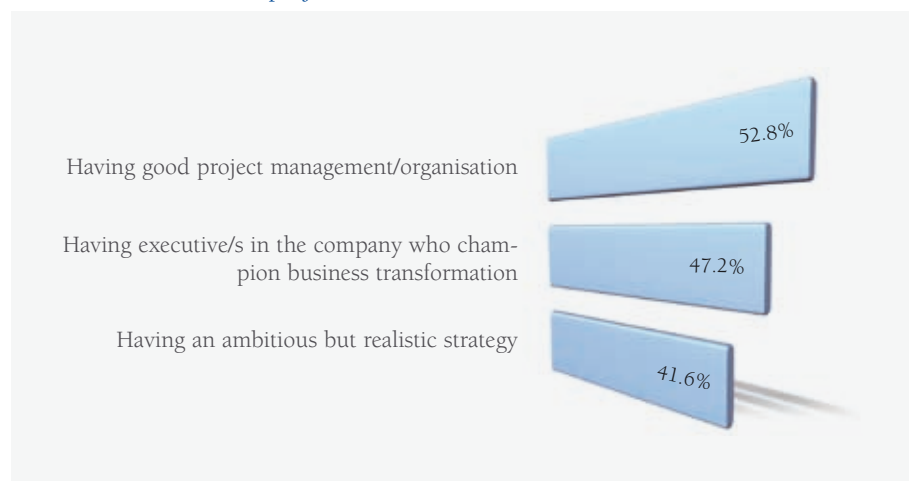 Having good project management/organisation
52.8%
Having executive/s in the company who cham-
pion business transformation
47.2%
Having an ambitious but realistic strategy
41.6%